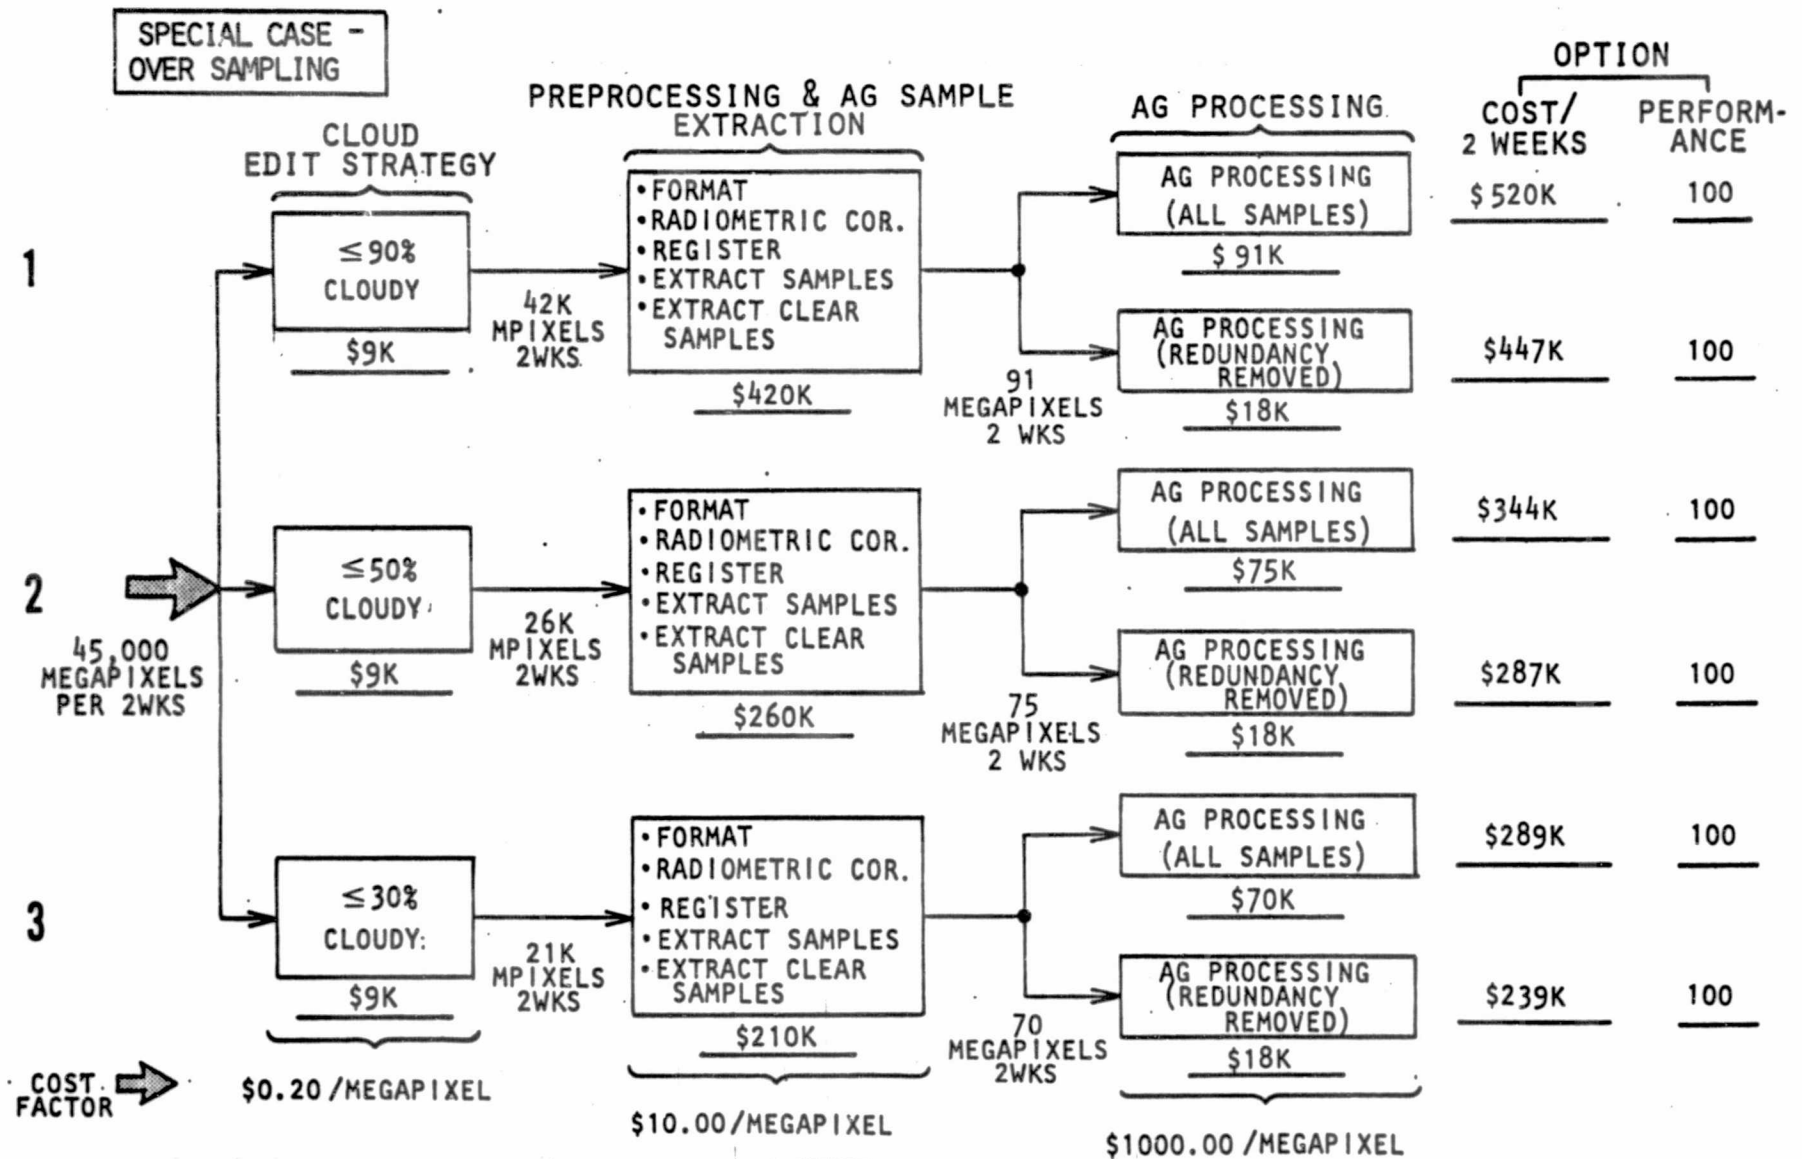 SPECIAL CASE -
OVER SAMPLING
OPTION
PREPROCESSING & AG SAMPLE
EXTRACTION
AG PROCESSING
COST/
2 WEEKS
PERFORM-
ANCE
CLOUD
EDIT STRATEGY
1
≤90%
CLOUDY
$9K
42K
MPIXELS
2WKS
•FORMAT
•RADIOMETRIC COR.
•REGISTER
•EXTRACT SAMPLES
•EXTRACT CLEAR
SAMPLES
$420K
91
MEGAPIXELS
2 WKS
AG PROCESSING
(ALL SAMPLES)
$91K
$520K
100
AG PROCESSING
(REDUNDANCY
REMOVED)
$18K
$447K
100
2
45,000
MEGAPIXELS
PER 2WKS
≤50%
CLOUDY
$9K
26K
MPIXELS
2WKS
•FORMAT
•RADIOMETRIC COR.
•REGISTER
•EXTRACT SAMPLES
•EXTRACT CLEAR
SAMPLES
$260K
75
MEGAPIXELS
2 WKS
AG PROCESSING
(ALL SAMPLES)
$75K
$344K
100
AG PROCESSING
(REDUNDANCY
REMOVED)
$18K
$287K
100
3
≤30%
CLOUDY
$9K
21K
MPIXELS
2WKS
•FORMAT
•RADIOMETRIC COR.
•REGISTER
•EXTRACT SAMPLES
•EXTRACT CLEAR
SAMPLES
$210K
70
MEGAPIXELS
2WKS
AG PROCESSING
(ALL SAMPLES)
$70K
$289K
100
AG PROCESSING
(REDUNDANCY
REMOVED)
$18K
$239K
100
COST
FACTOR
$0.20/MEGAPIXEL
$10.00/MEGAPIXEL
$1000.00/MEGAPIXEL